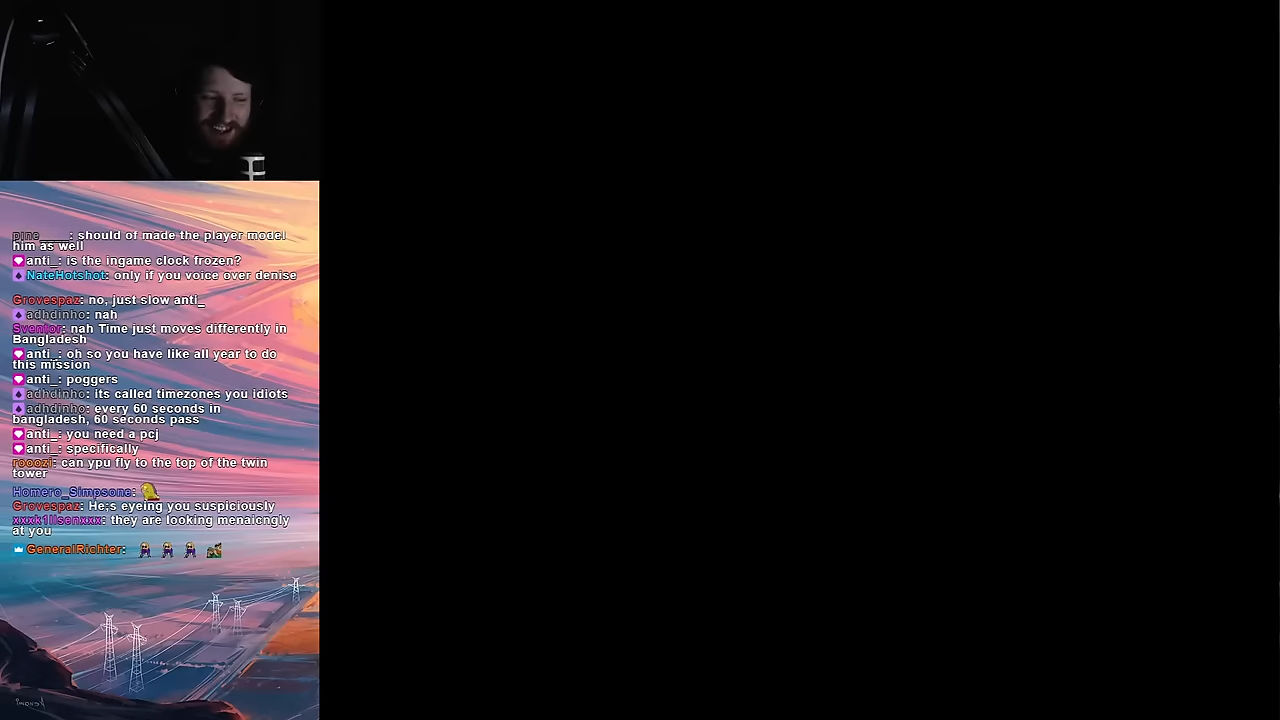 pine____: should of made the player model
him as well
anti_: is the ingame clock frozen?
NateHotshot: only if you voice over denise
Grovespaz: no, just slow anti_
adhdinho: nah
Sventor: nah Time just moves differently in
Bangladesh
anti_: oh so you have like all year to do
this mission
anti_: poggers
adhdinho: its called timezones you idiots
adhdinho: every 60 seconds in
bangladesh, 60 seconds pass
anti_: you need a pcj
anti_: specifically
rooozi: can ypu fly to the top of the twin
tower
Homero_Simpsone:
Grovespaz: He:s eyeing you suspiciously
xxxk1llsenxxx: they are looking menaicngly
at you
GeneralRichter: